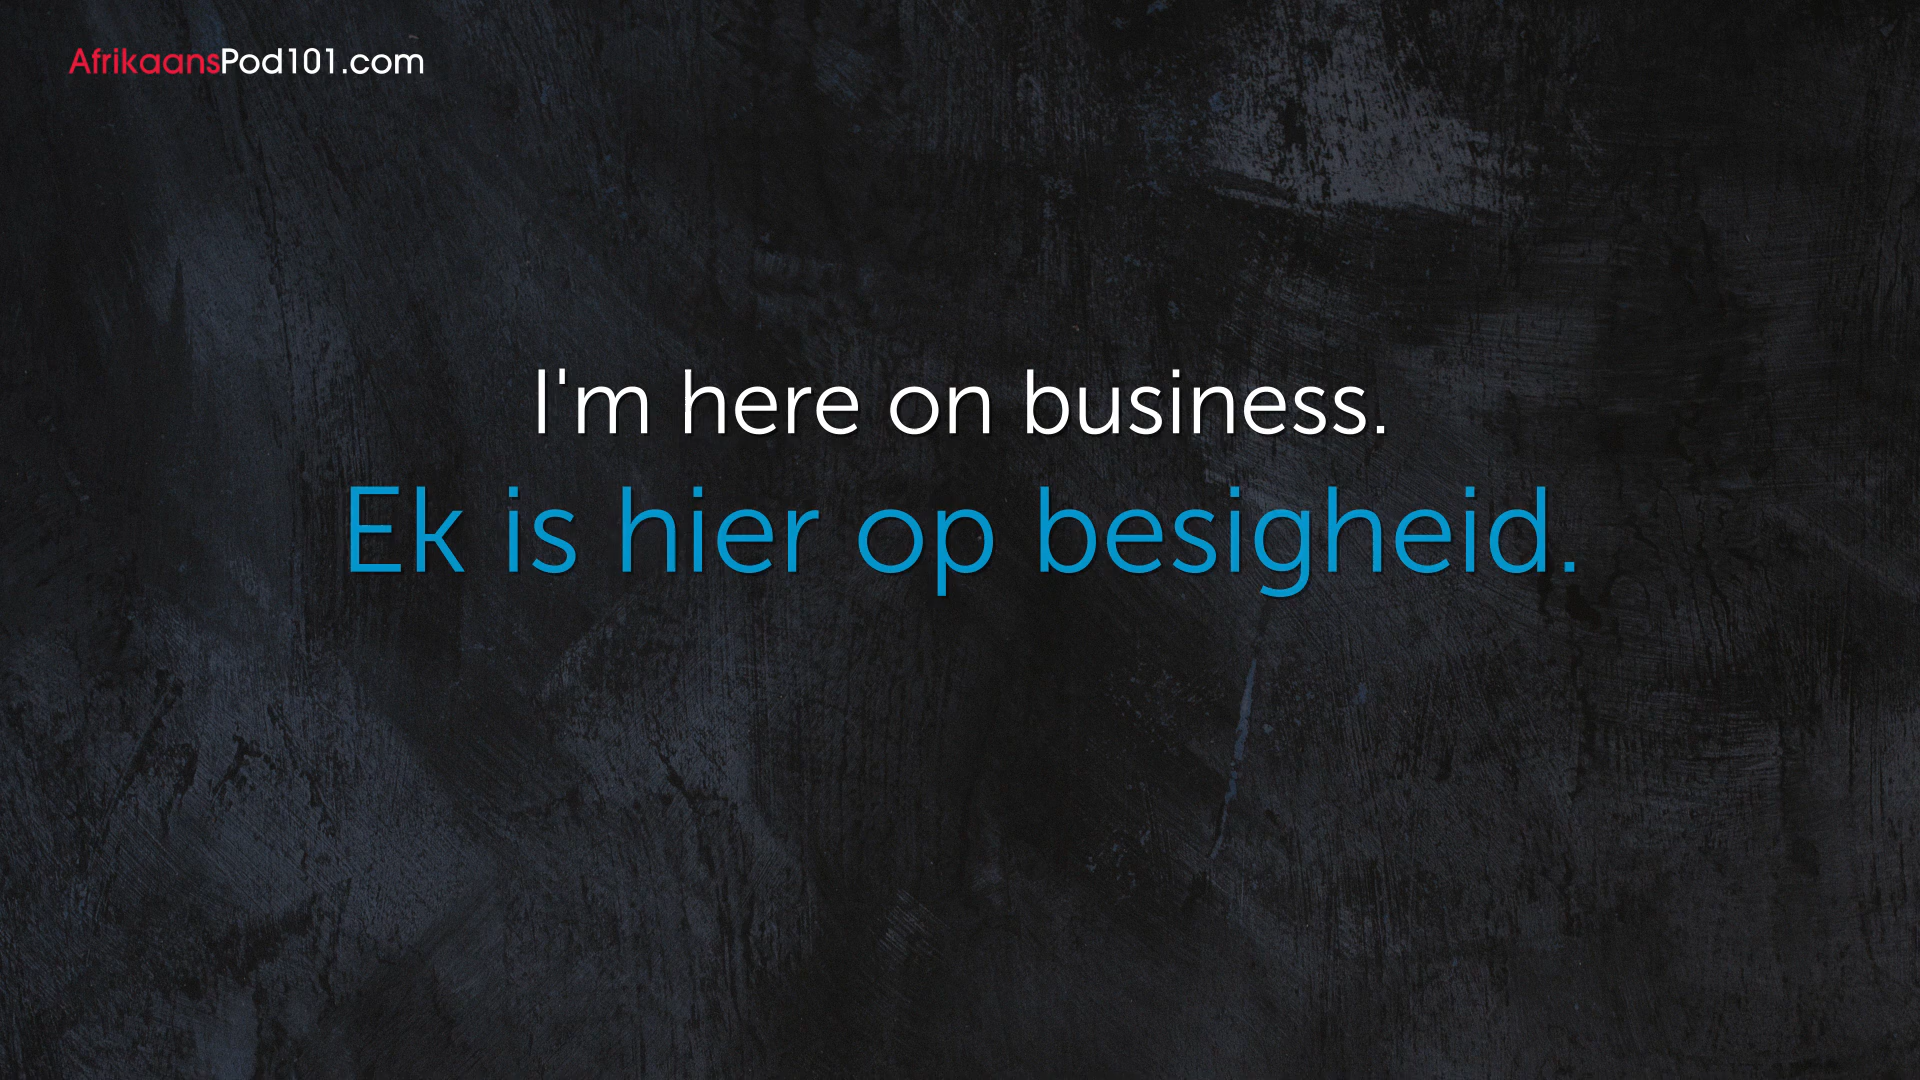 AfrikaansPod101.com
I'm here on business.
Ek is hier op besigheid.